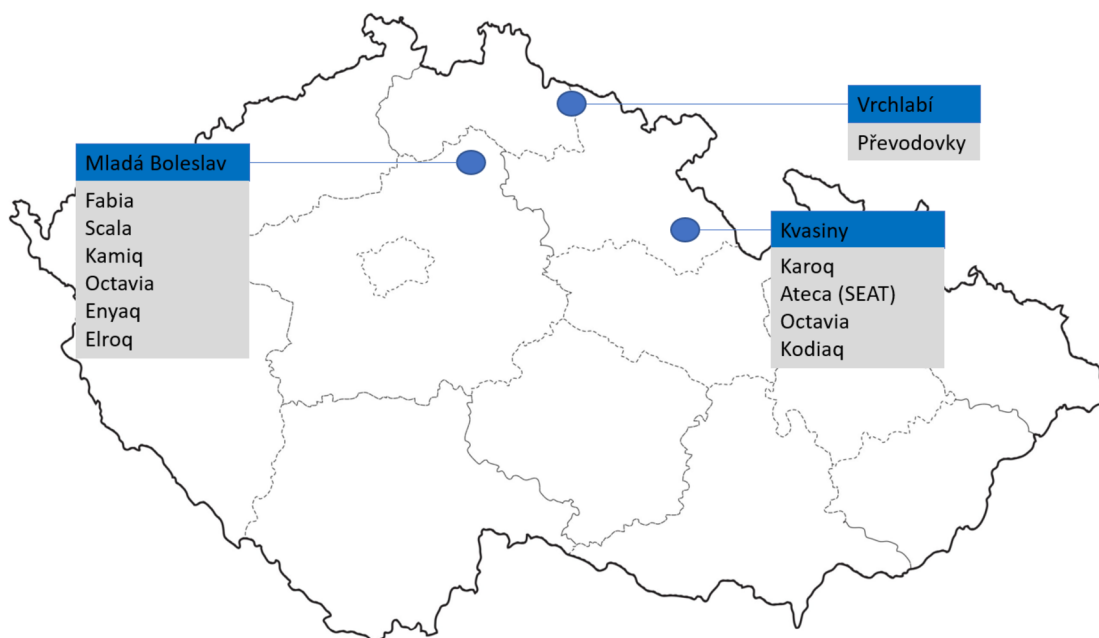 Vrchlabí
Převodovky
Mladá Boleslav
Fabia
Scala
Kamiq
Octavia
Enyaq
Elroq
Kvasiny
Karoq
Ateca (SEAT)
Octavia
Kodiaq